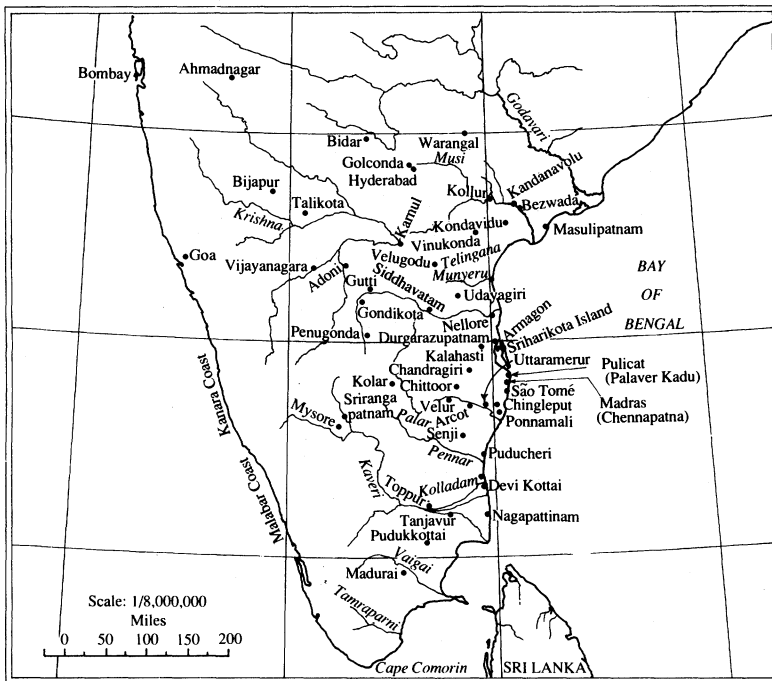 Bombay
Ahmadnagar
Godavari
Bidar
Warangal
Musi
Golconda
Hyderabad
Bijapur
Kollur
Kandanavolu
Bezwada
Talikota
Krishna
Karnul
Kondavidu
Masulipatnam
Vinukonda
Goa
Velugodu
Telingana
Vijayanagara
Adoni
Munyeru
BAY
Gutti
Siddhavatam
Udayagiri
OF
Gondikota
Nellore
Armagon
BENGAL
Penugonda
Durgarazupatnam
Sriharikota Island
Kalahasti
Uttaramerur
Chandragiri
Pulicat
(Palaver Kadu)
Kolar
Chittoor
São Tomé
Sriranga
patnam
Velur
Chingleput
Madras
(Chennapatna)
Mysore
Palar
Arcot
Ponnamali
Senji
Kanara Coast
Pennar
Puducheri
Kaveri
Kolladam
Toppur
Devi Kottai
Malabar Coast
Tanjavur
Nagapattinam
Pudukkottai
Vaigai
Madurai
Scale: 1/8,000,000
Miles
Tamraparni
0 50 100 150 200
Cape Comorin
SRI LANKA